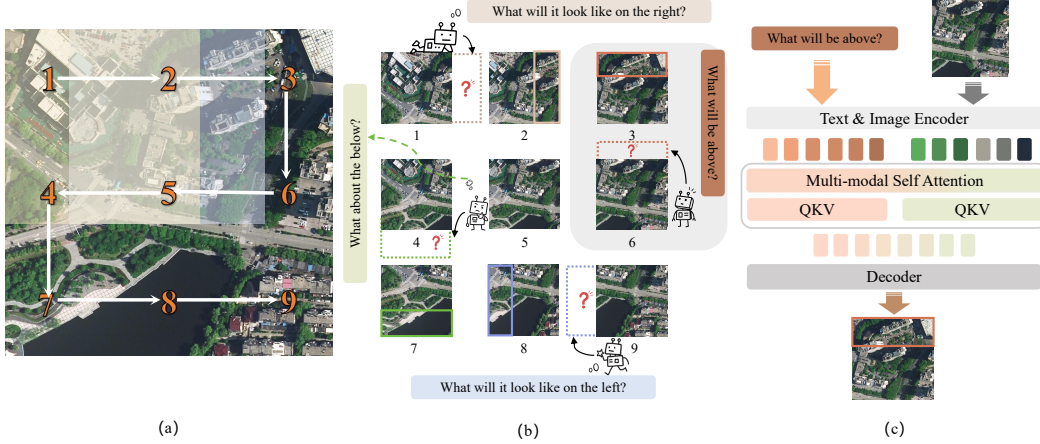 1 2 3
4 5 6
7 8 9
(a)
What will it look like on the right?
What about the below?
What will be above?
?
1 2 3
?
4 ? 5 6
?
7 8 9
What will it look like on the left?
(b)
What will be above?
Text & Image Encoder
Multi-modal Self Attention
QKV QKV
Decoder
(c)